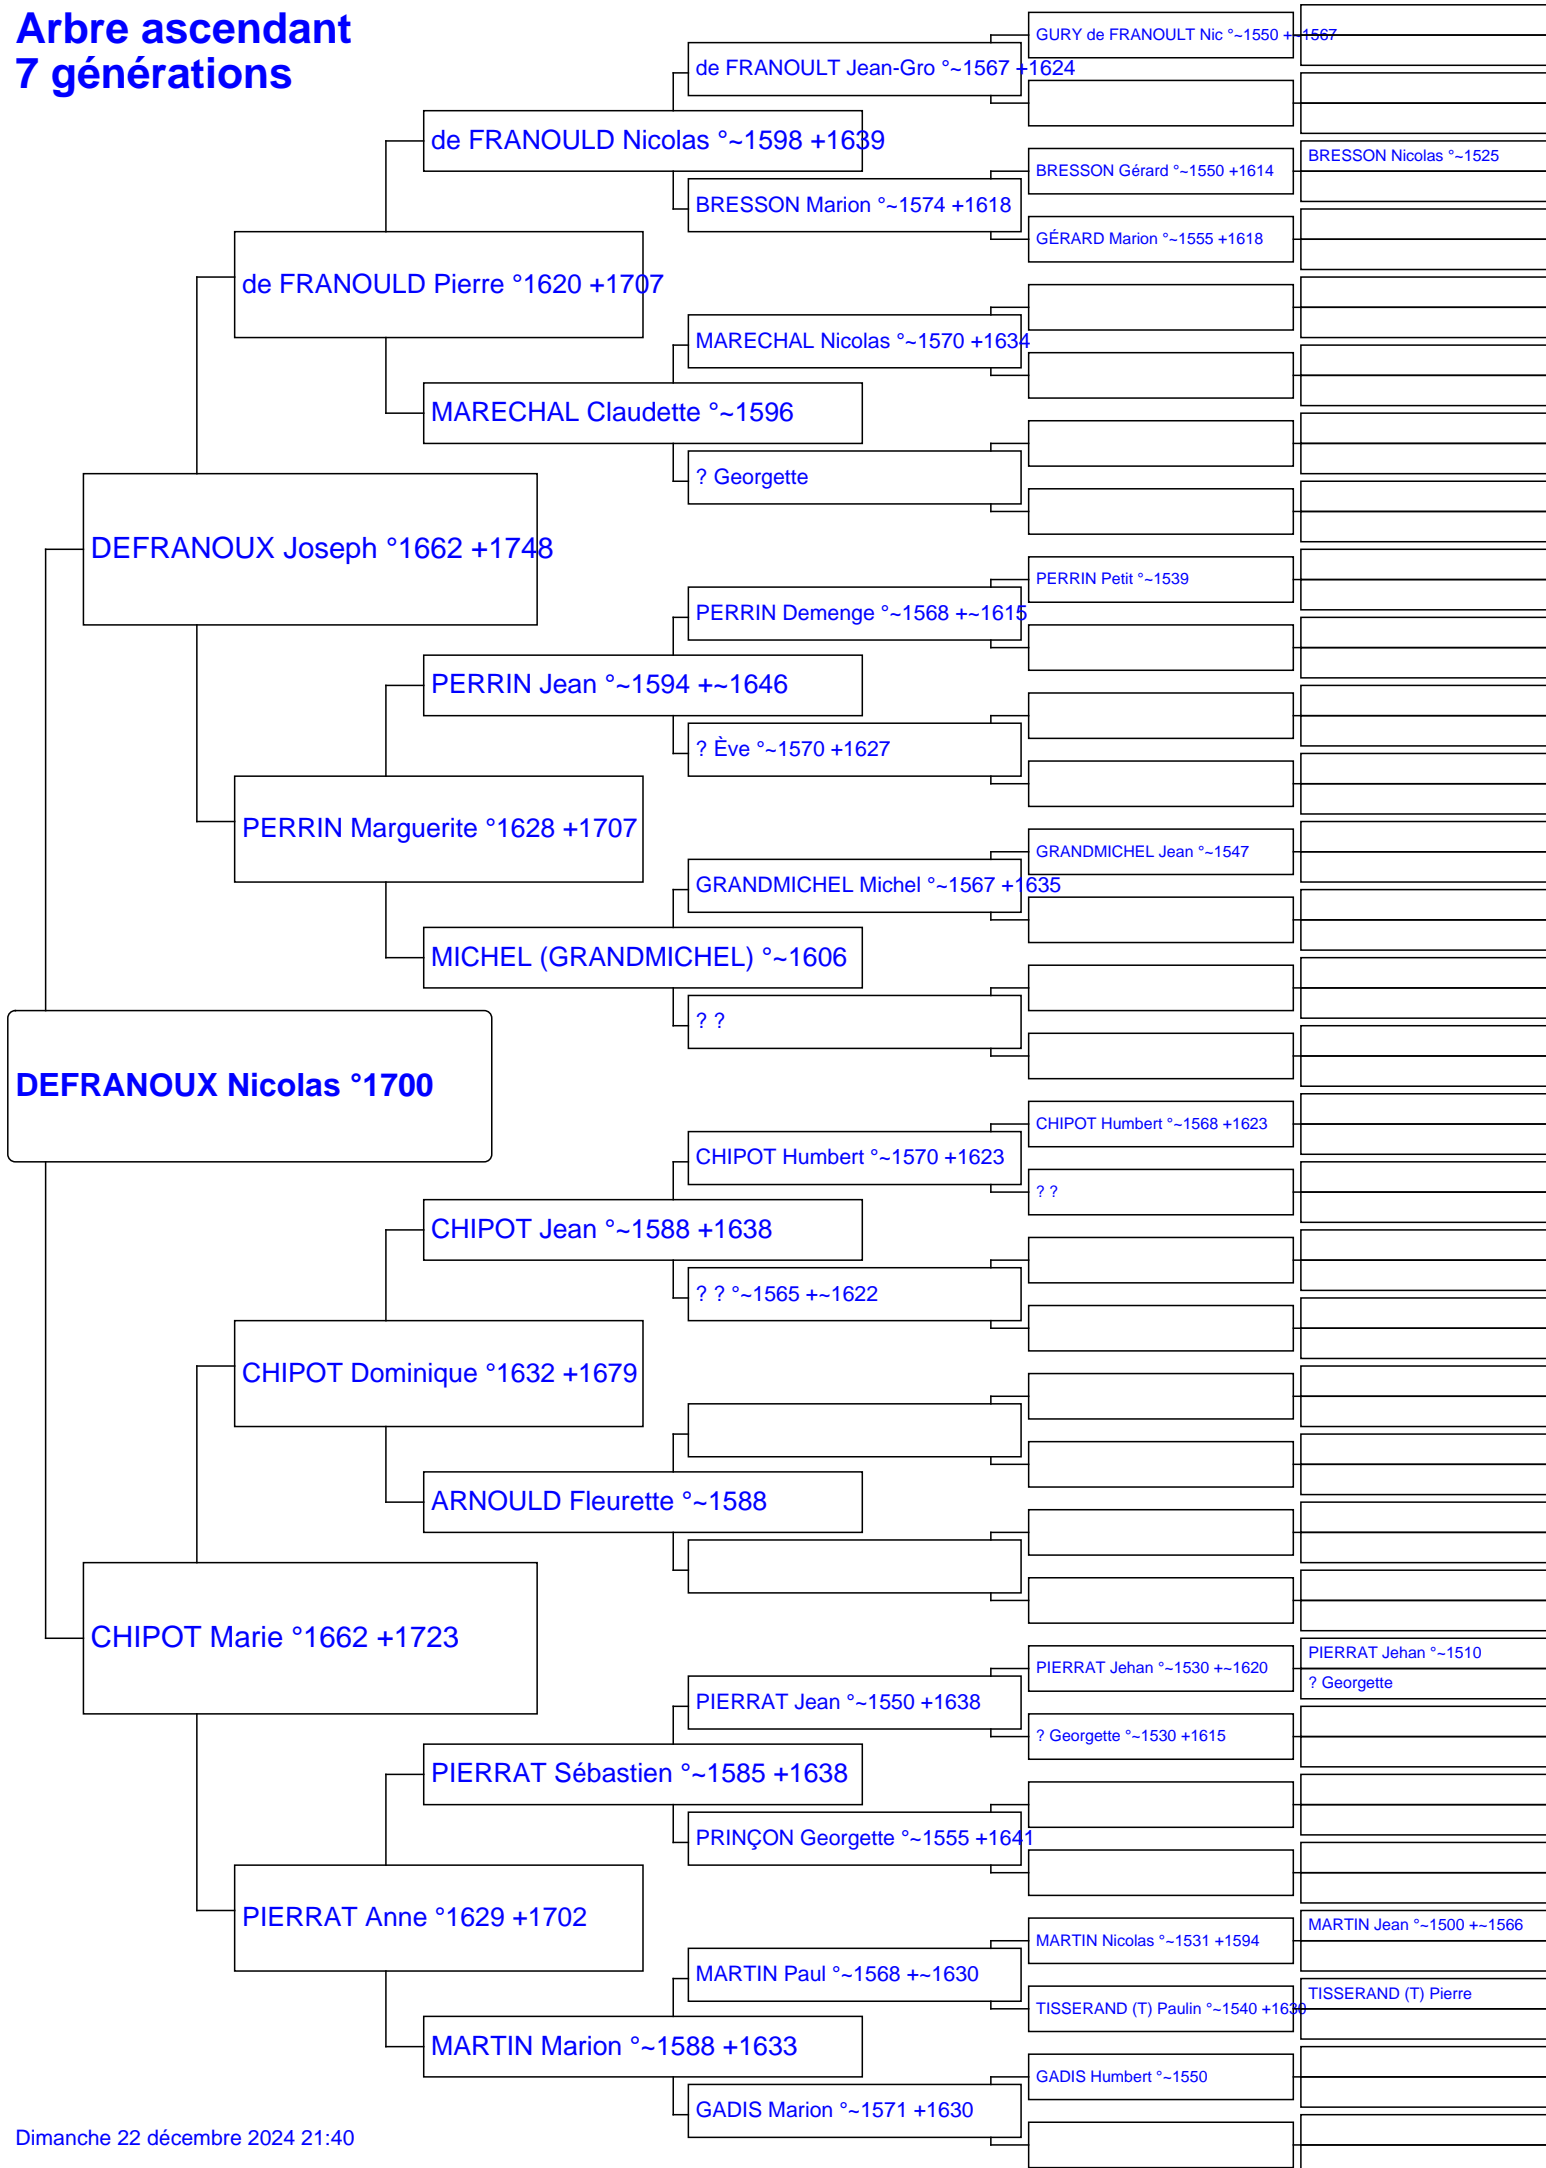 Arbre ascendant
7 générations
GURY de FRANOULT Nic °~1550 +~1567
de FRANOULT Jean-Gro °~1567 +1624
de FRANOULD Nicolas °~1598 +1639
BRESSON Nicolas °~1525
BRESSON Gérard °~1550 +1614
BRESSON Marion °~1574 +1618
GÉRARD Marion °~1555 +1618
de FRANOULD Pierre °1620 +1707
MARECHAL Nicolas °~1570 +1634
MARECHAL Claudette °~1596
? Georgette
DEFRANOUX Joseph °1662 +1748
PERRIN Petit °~1539
PERRIN Demenge °~1568 +~1615
PERRIN Jean °~1594 +~1646
? Ève °~1570 +1627
PERRIN Marguerite °1628 +1707
GRANDMICHEL Jean °~1547
GRANDMICHEL Michel °~1567 +1635
MICHEL (GRANDMICHEL) °~1606
? ?
DEFRANOUX Nicolas °1700
CHIPOT Humbert °~1568 +1623
CHIPOT Humbert °~1570 +1623
? ?
CHIPOT Jean °~1588 +1638
? ? °~1565 +~1622
CHIPOT Dominique °1632 +1679
ARNOULD Fleurette °~1588
CHIPOT Marie °1662 +1723
PIERRAT Jehan °~1510
PIERRAT Jehan °~1530 +~1620
? Georgette
PIERRAT Jean °~1550 +1638
? Georgette °~1530 +1615
PIERRAT Sébastien °~1585 +1638
PRINÇON Georgette °~1555 +1641
PIERRAT Anne °1629 +1702
MARTIN Jean °~1500 +~1566
MARTIN Nicolas °~1531 +1594
MARTIN Paul °~1568 +~1630
TISSERAND (T) Pierre
TISSERAND (T) Paulin °~1540 +1630
MARTIN Marion °~1588 +1633
GADIS Humbert °~1550
GADIS Marion °~1571 +1630
Dimanche 22 décembre 2024 21:40